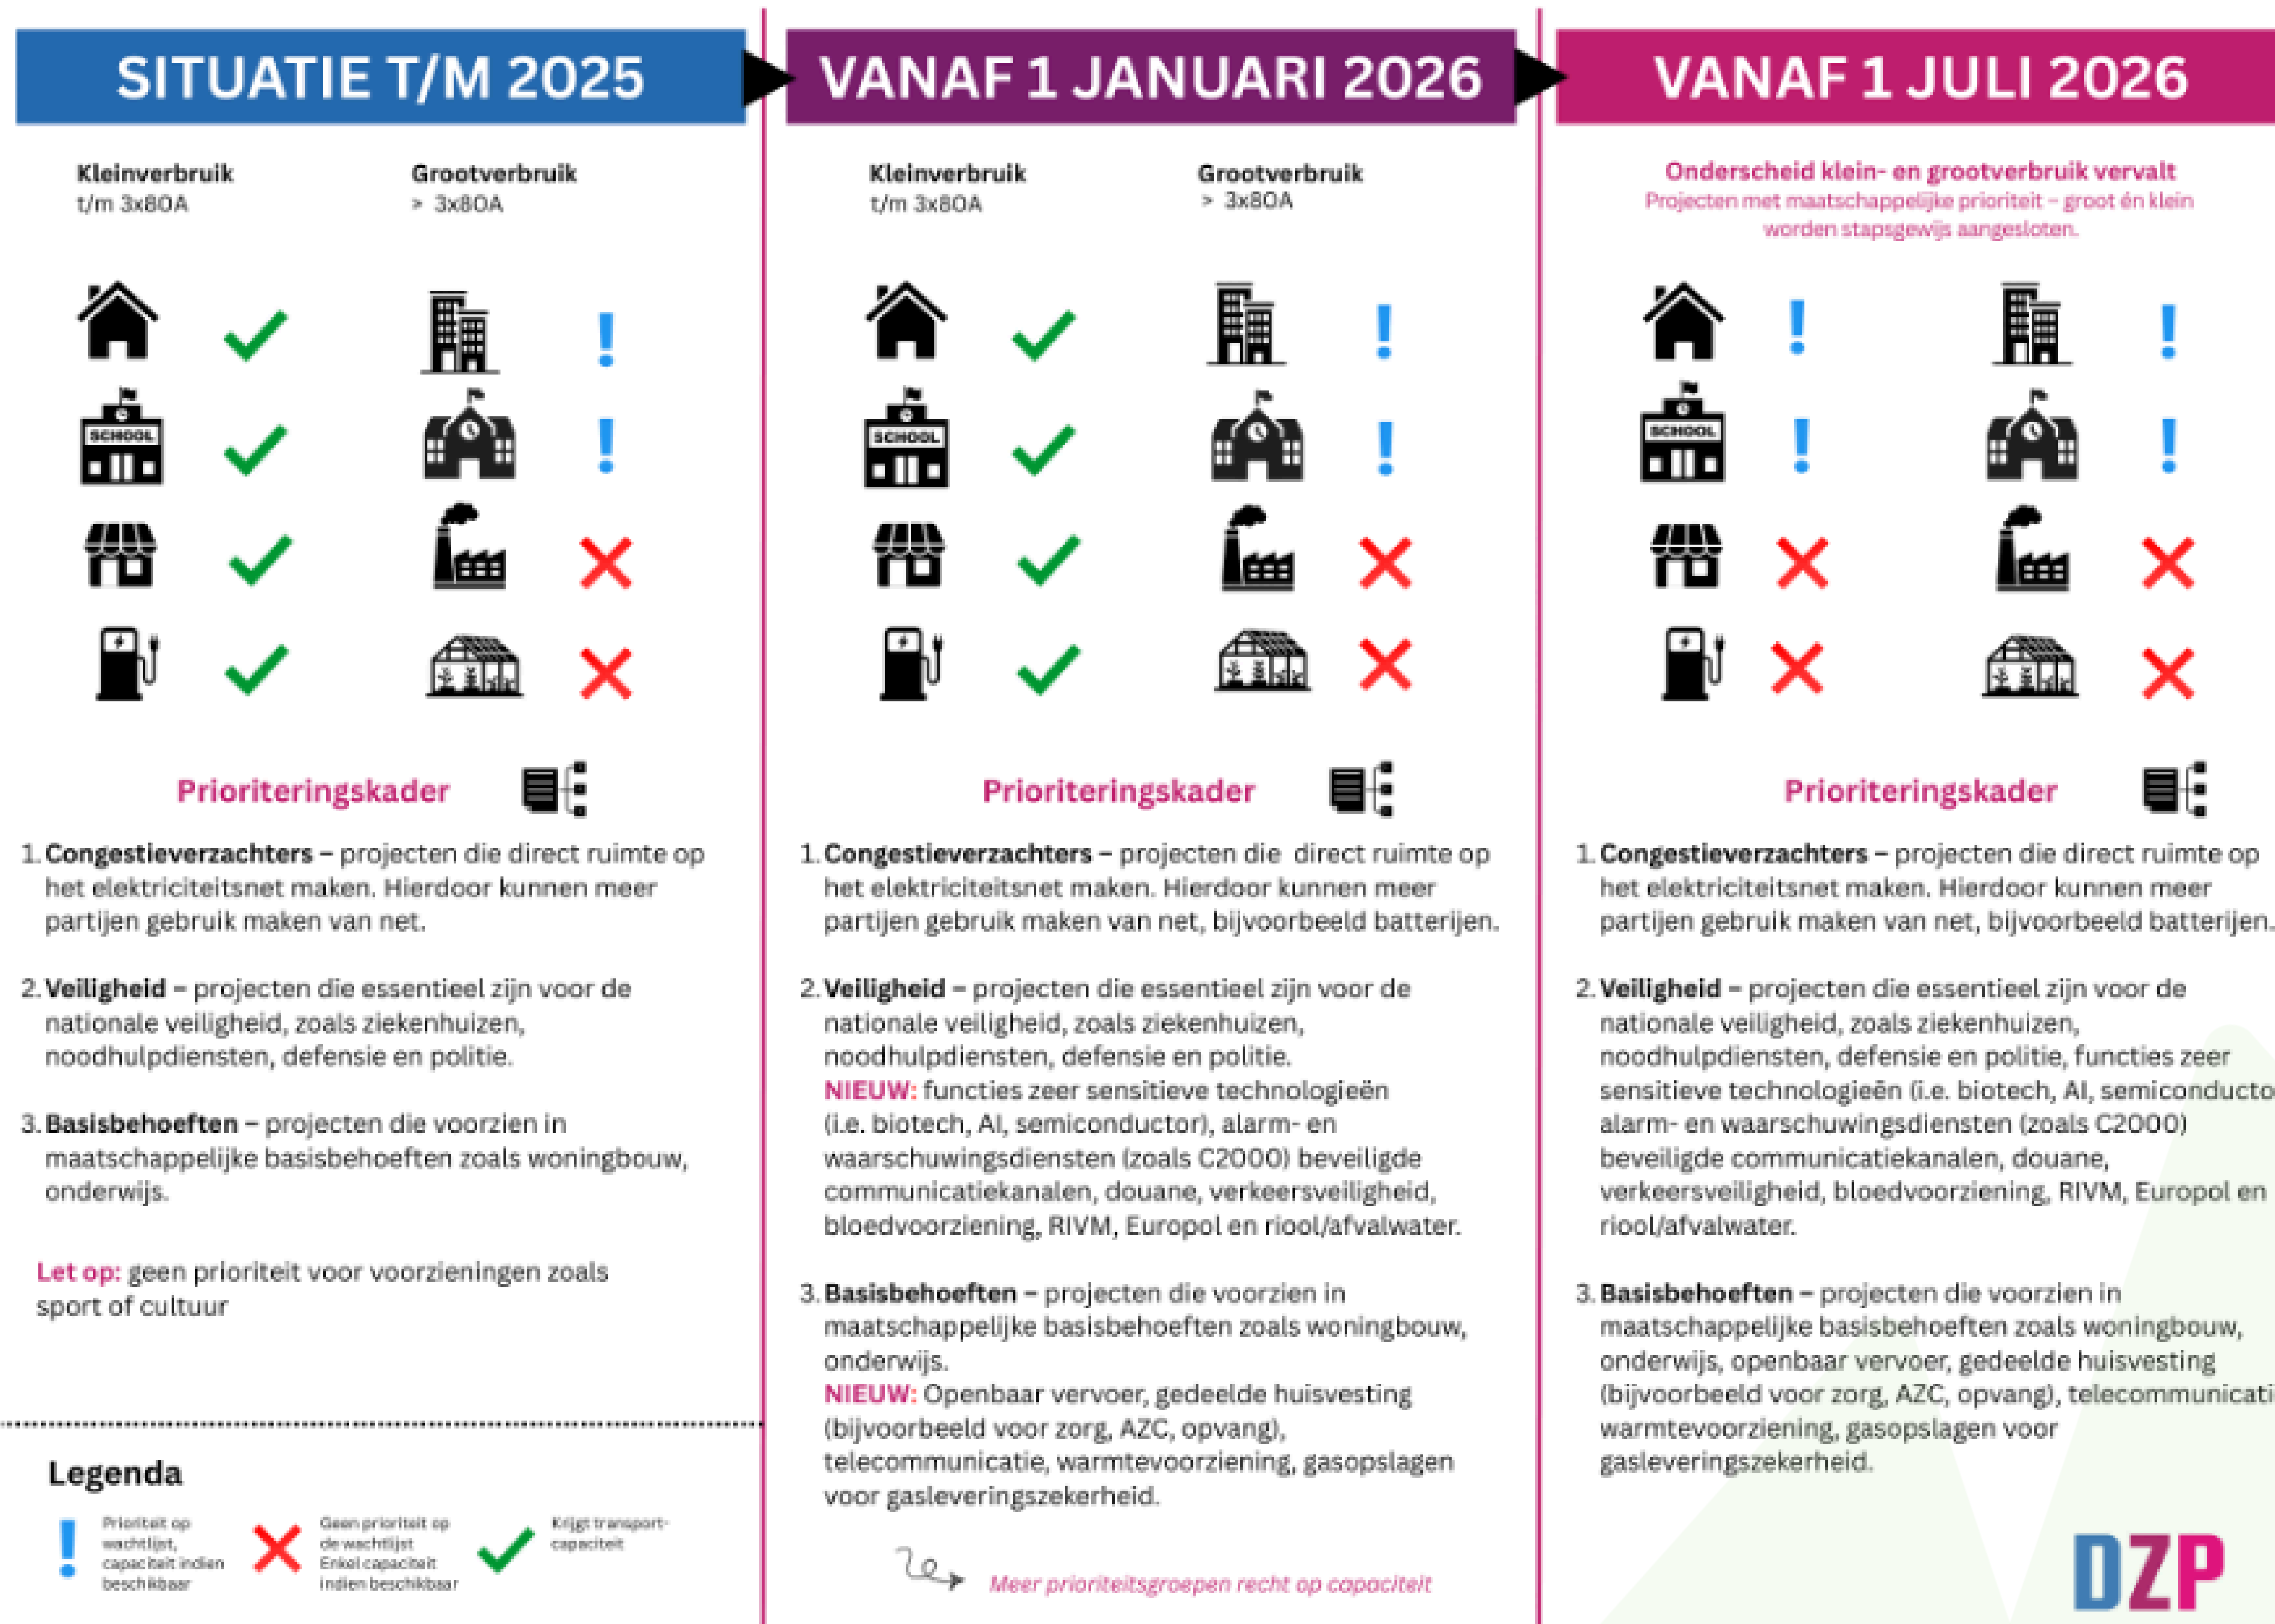 SITUATIE T/M 2025
Kleinverbruik
t/m 3x80A
Grootverbruik
> 3x80A
SCHOOL
Prioriteringskader
1. Congestieverzachters – projecten die direct ruimte op
het elektriciteitsnet maken. Hierdoor kunnen meer
partijen gebruik maken van net.
2. Veiligheid – projecten die essentieel zijn voor de
nationale veiligheid, zoals ziekenhuizen,
noodhulpdiensten, defensie en politie.
3. Basisbehoeften – projecten die voorzien in
maatschappelijke basisbehoeften zoals woningbouw,
onderwijs.
Let op: geen prioriteit voor voorzieningen zoals
sport of cultuur
Legenda
Prioriteit op
wachtlijst,
capaciteit indien
beschikbaar
Geen prioriteit op
de wachtlijst
Enkel capaciteit
indien beschikbaar
Krijgt transport-
capaciteit
VANAF 1 JANUARI 2026
Kleinverbruik
t/m 3x80A
Grootverbruik
> 3x80A
SCHOOL
Prioriteringskader
1. Congestieverzachters – projecten die direct ruimte op
het elektriciteitsnet maken. Hierdoor kunnen meer
partijen gebruik maken van net, bijvoorbeeld batterijen.
2. Veiligheid – projecten die essentieel zijn voor de
nationale veiligheid, zoals ziekenhuizen,
noodhulpdiensten, defensie en politie.
NIEUW: functies zeer sensitieve technologieën
(i.e. biotech, AI, semiconductor), alarm- en
waarschuwingsdiensten (zoals C2000) beveiligde
communicatiekanalen, douane, verkeersveiligheid,
bloedvoorziening, RIVM, Europol en riool/afvalwater.
3. Basisbehoeften – projecten die voorzien in
maatschappelijke basisbehoeften zoals woningbouw,
onderwijs.
NIEUW: Openbaar vervoer, gedeelde huisvesting
(bijvoorbeeld voor zorg, AZC, opvang),
telecommunicatie, warmtevoorziening, gasopslagen
voor gasleveringszekerheid.
Meer prioriteitsgroepen recht op capaciteit
VANAF 1 JULI 2026
Onderscheid klein- en grootverbruik vervalt
Projecten met maatschappelijke prioriteit – groot én klein
worden stapsgewijs aangesloten.
SCHOOL
Prioriteringskader
1. Congestieverzachters – projecten die direct ruimte op
het elektriciteitsnet maken. Hierdoor kunnen meer
partijen gebruik maken van net, bijvoorbeeld batterijen.
2. Veiligheid – projecten die essentieel zijn voor de
nationale veiligheid, zoals ziekenhuizen,
noodhulpdiensten, defensie en politie, functies zeer
sensitieve technologieën (i.e. biotech, AI, semiconducto
alarm- en waarschuwingsdiensten (zoals C2000)
beveiligde communicatiekanalen, douane,
verkeersveiligheid, bloedvoorziening, RIVM, Europol en
riool/afvalwater.
3. Basisbehoeften – projecten die voorzien in
maatschappelijke basisbehoeften zoals woningbouw,
onderwijs, openbaar vervoer, gedeelde huisvesting
(bijvoorbeeld voor zorg, AZC, opvang), telecommunicati
warmtevoorziening, gasopslagen voor
gasleveringszekerheid.
DZP